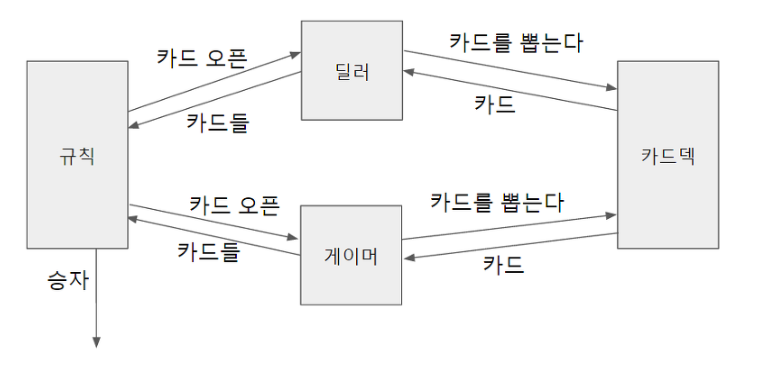 카드 오픈
딜러
카드를 뽑는다
카드들
카드
규칙
카드덱
카드 오픈
카드를 뽑는다
카드들
게이머
카드
승자